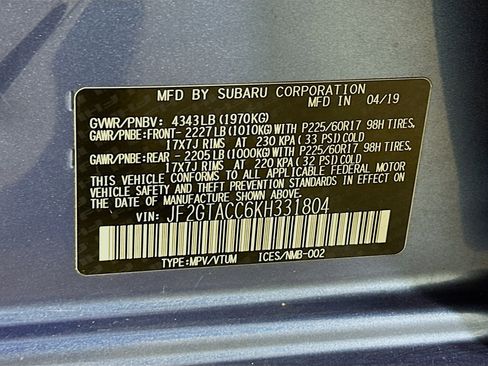 MFD BY SUBARU CORPORATION
IN 04/19
GVWR/PNBV: 4343LB (1970KG)
GAWR/PNBE:FRONT- 2227LB (1010KG)WITH P225/60R17 98H TIRES,
17X7J RIMS AT 230 KPA (33 PSI)COLD
GAWR/PNBE:REAR - 2205LB (1000KG)WITH P225/60R17 98H TIRES,
17X7J RIMS AT 220 KPA (32 PSI)COLD
THIS VEHICLE CONFORMS TO ALL APPLICABLE FEDERAL MOTOR
VEHICLE SAFETY AND THEFT PREVENTION STANDARDS IN EFFECT
ON THE DATE OF MANUFACTURE SHOWN ABOVE.
VIN: JF2GTACC6KH331804
TYPE:MPV/VTUM ICES/NMB-002